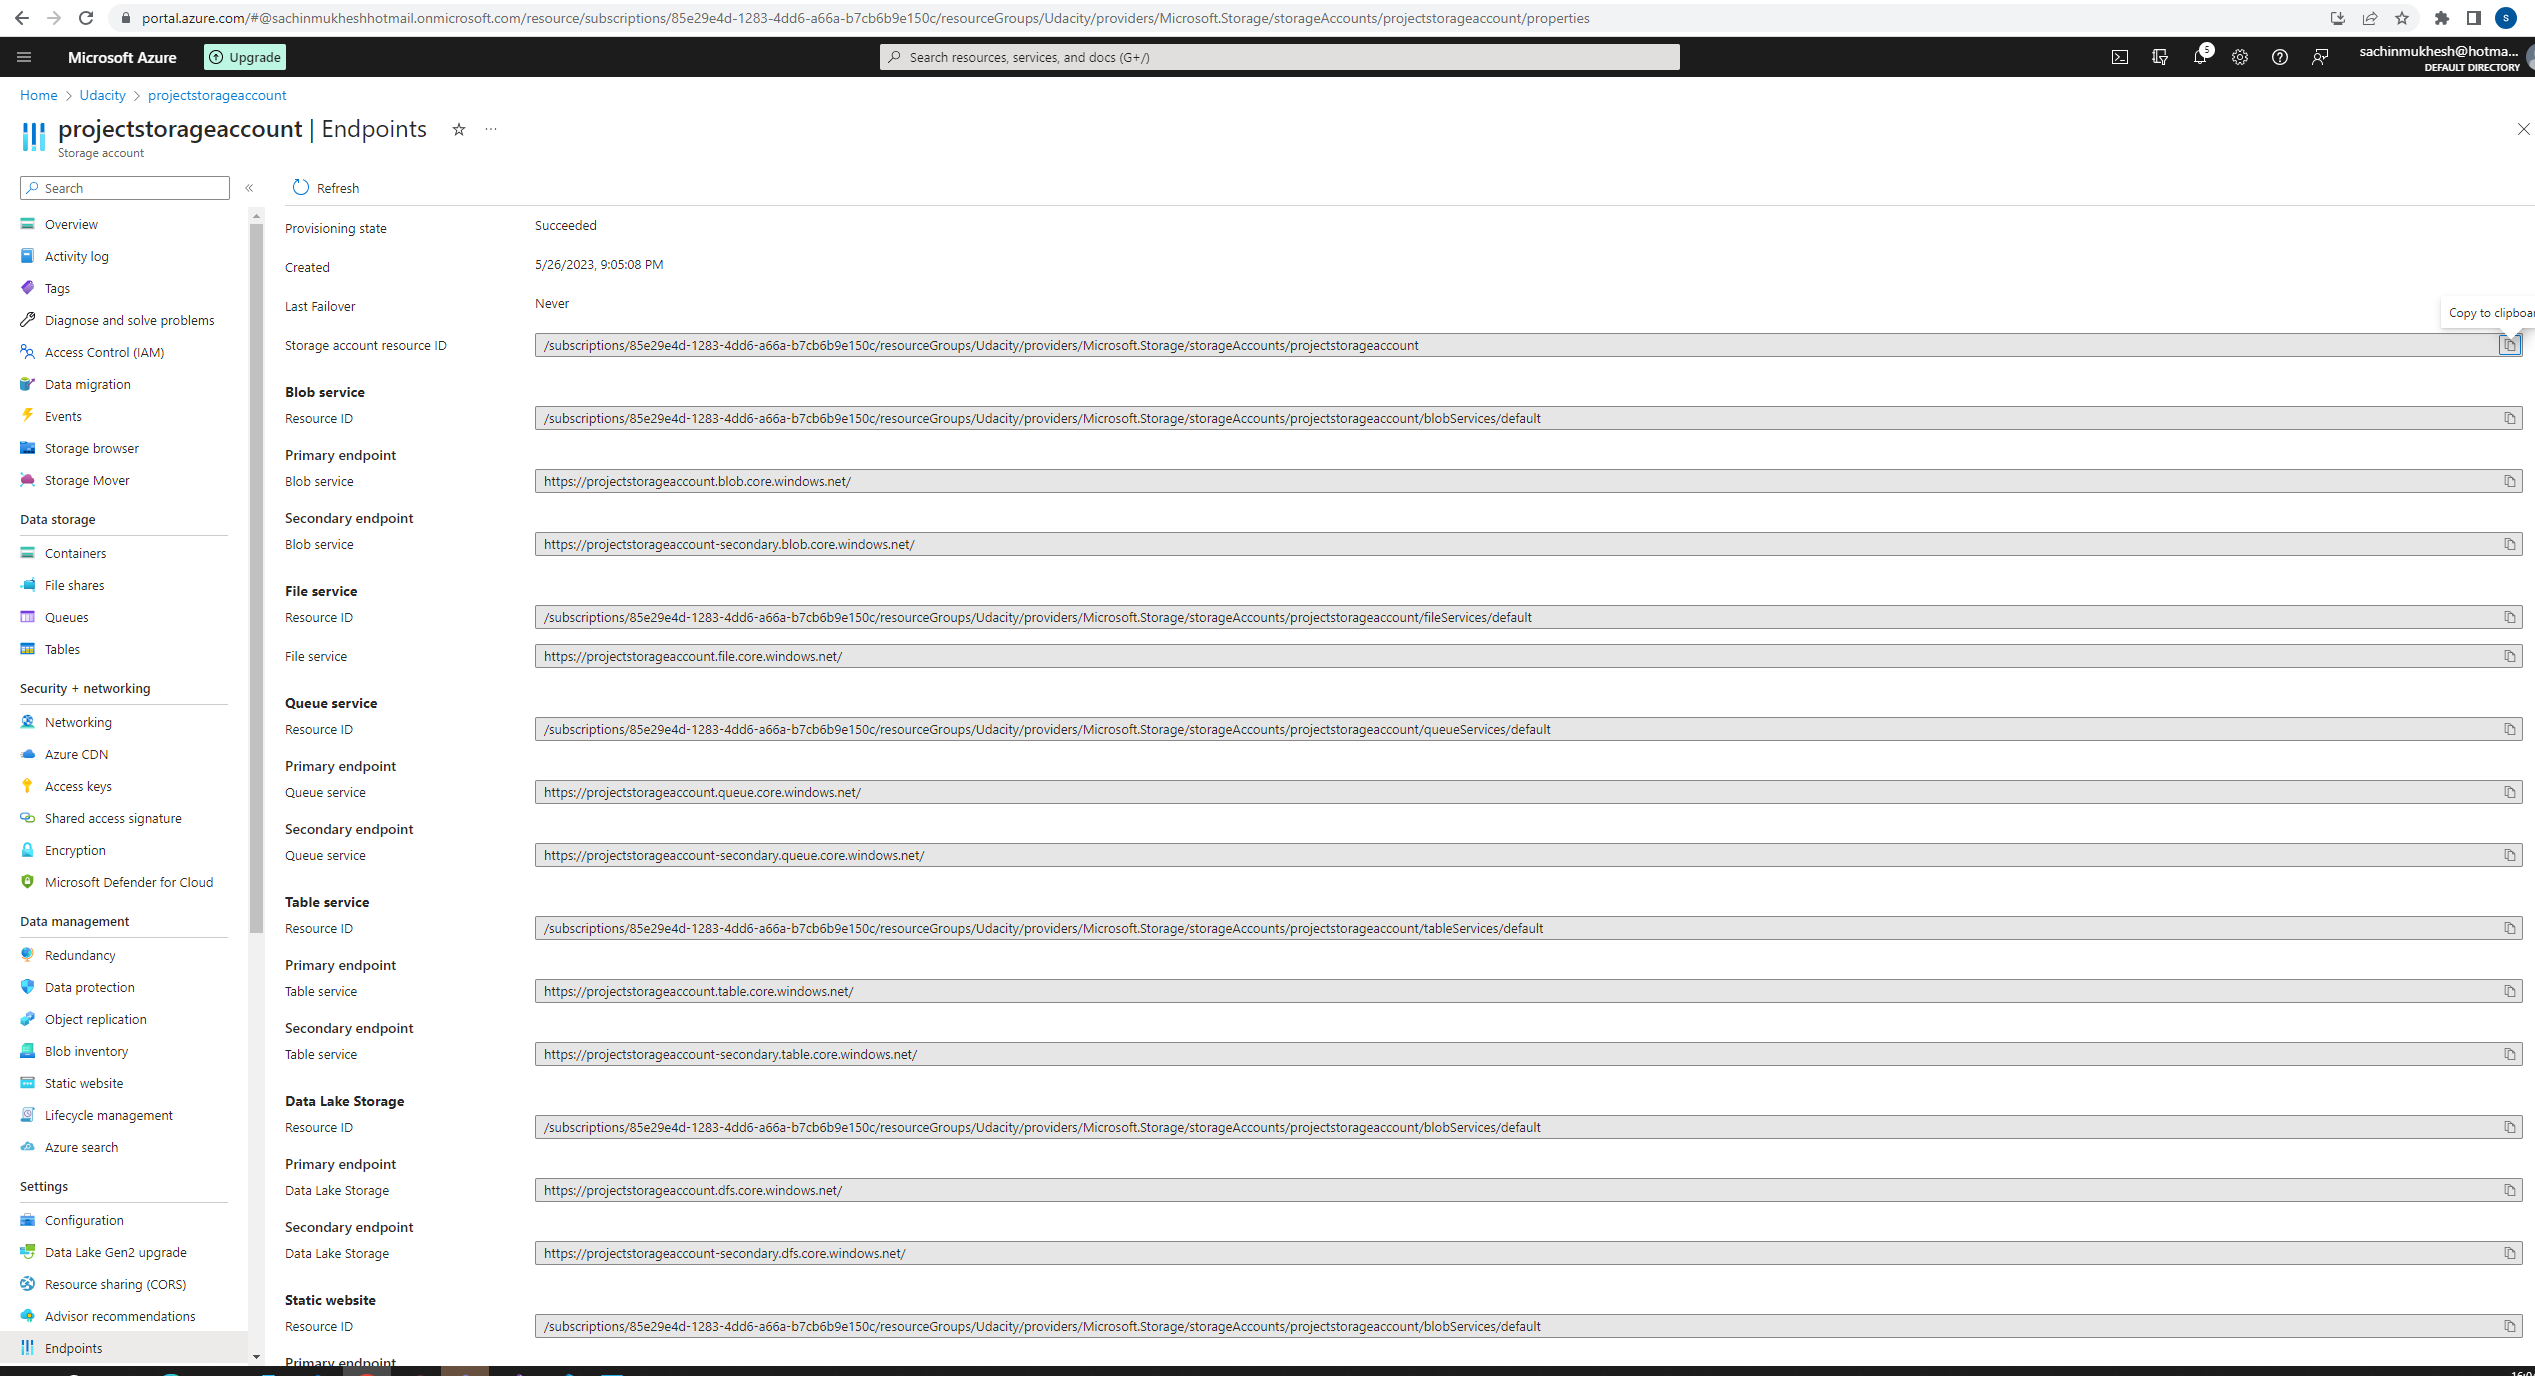 portal.azure.com/#@sachinmukheshhotmail.onmicrosoft.com/resource/subscriptions/85e29e4d-1283-4dd6-a66a-b7cb6b9e150c/resourceGroups/Udacity/providers/Microsoft.Storage/storageAccounts/projectstorageaccount/properties
S
Microsoft Azure
Upgrade
Search resources, services, and docs (G+/)
5
sachinmukhesh@hotma...
DEFAULT DIRECTORY
Home > Udacity > projectstorageaccount
projectstorageaccount | Endpoints
Storage account
Search
Overview
Activity log
Tags
Diagnose and solve problems
Access Control (IAM)
Data migration
Events
Storage browser
Storage Mover
Data storage
Containers
File shares
Queues
Tables
Security + networking
Networking
Azure CDN
Access keys
Shared access signature
Encryption
Microsoft Defender for Cloud
Data management
Redundancy
Data protection
Object replication
Blob inventory
Static website
Lifecycle management
Azure search
Settings
Configuration
Data Lake Gen2 upgrade
Resource sharing (CORS)
Advisor recommendations
Endpoints
Refresh
Provisioning state Succeeded
Created 5/26/2023, 9:05:08 PM
Last Failover Never
Copy to clipboar
Storage account resource ID /subscriptions/85e29e4d-1283-4dd6-a66a-b7cb6b9e150c/resourceGroups/Udacity/providers/Microsoft.Storage/storageAccounts/projectstorageaccount
Blob service
Resource ID /subscriptions/85e29e4d-1283-4dd6-a66a-b7cb6b9e150c/resourceGroups/Udacity/providers/Microsoft.Storage/storageAccounts/projectstorageaccount/blobServices/default
Primary endpoint
Blob service https://projectstorageaccount.blob.core.windows.net/
Secondary endpoint
Blob service https://projectstorageaccount-secondary.blob.core.windows.net/
File service
Resource ID /subscriptions/85e29e4d-1283-4dd6-a66a-b7cb6b9e150c/resourceGroups/Udacity/providers/Microsoft.Storage/storageAccounts/projectstorageaccount/fileServices/default
File service https://projectstorageaccount.file.core.windows.net/
Queue service
Resource ID /subscriptions/85e29e4d-1283-4dd6-a66a-b7cb6b9e150c/resourceGroups/Udacity/providers/Microsoft.Storage/storageAccounts/projectstorageaccount/queueServices/default
Primary endpoint
Queue service https://projectstorageaccount.queue.core.windows.net/
Secondary endpoint
Queue service https://projectstorageaccount-secondary.queue.core.windows.net/
Table service
Resource ID /subscriptions/85e29e4d-1283-4dd6-a66a-b7cb6b9e150c/resourceGroups/Udacity/providers/Microsoft.Storage/storageAccounts/projectstorageaccount/tableServices/default
Primary endpoint
Table service https://projectstorageaccount.table.core.windows.net/
Secondary endpoint
Table service https://projectstorageaccount-secondary.table.core.windows.net/
Data Lake Storage
Resource ID /subscriptions/85e29e4d-1283-4dd6-a66a-b7cb6b9e150c/resourceGroups/Udacity/providers/Microsoft.Storage/storageAccounts/projectstorageaccount/blobServices/default
Primary endpoint
Data Lake Storage https://projectstorageaccount.dfs.core.windows.net/
Secondary endpoint
Data Lake Storage https://projectstorageaccount-secondary.dfs.core.windows.net/
Static website
Resource ID /subscriptions/85e29e4d-1283-4dd6-a66a-b7cb6b9e150c/resourceGroups/Udacity/providers/Microsoft.Storage/storageAccounts/projectstorageaccount/blobServices/default
Primary endpoint